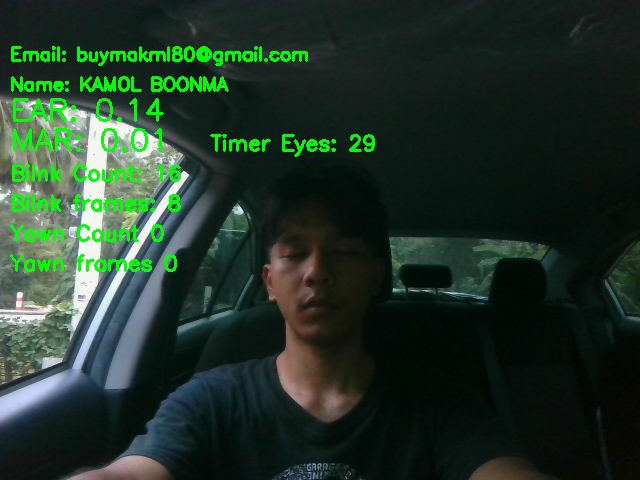 Email: buymakml80@gmail.com
Name: KAMOL BOONMA
EAR: 0.14
MAR: 0.01
Timer Eyes: 29
Blink Count: 16
Blink frames: 8
Yawn Count 0
Yawn frames 0
GARAGE